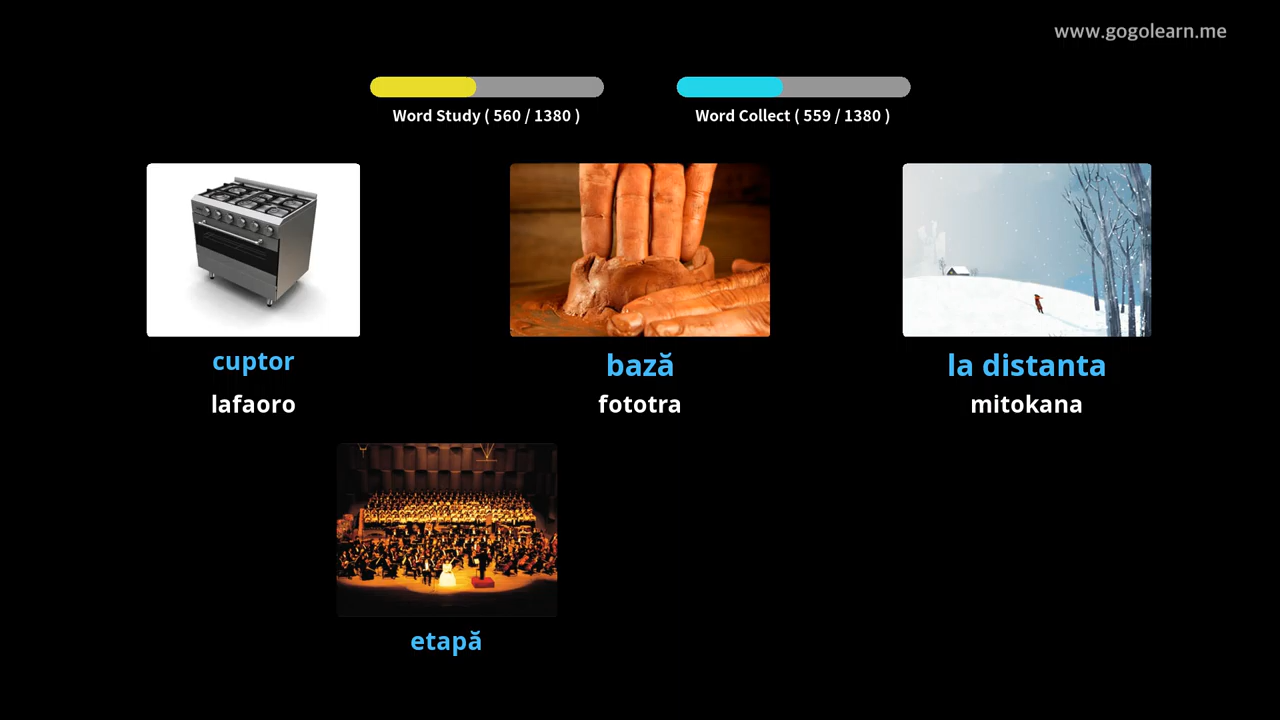 www.gogolearn.me
Word Study ( 560 / 1380 )
Word Collect ( 559 / 1380 )
cuptor
bază
la distanta
lafaoro
fototra
mitokana
etapă